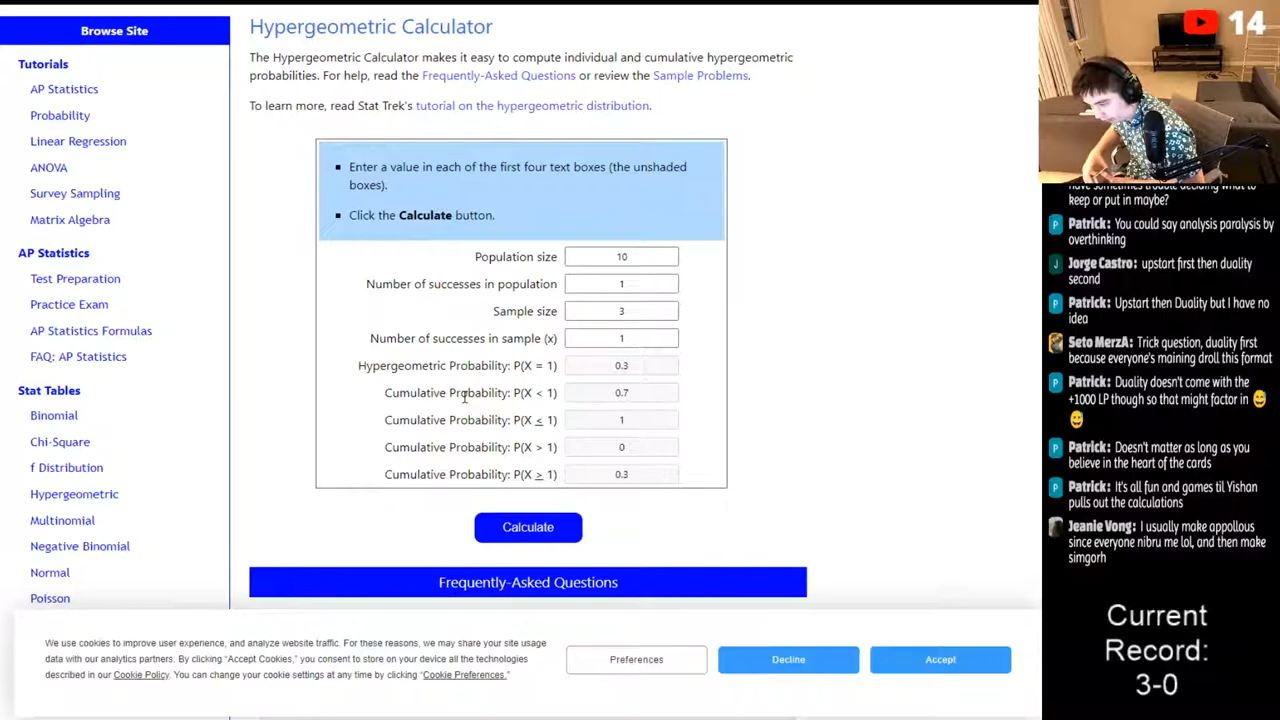 Browse Site
Tutorials
AP Statistics
Probability
Linear Regression
ANOVA
Survey Sampling
Matrix Algebra
AP Statistics
Test Preparation
Practice Exam
AP Statistics Formulas
FAQ: AP Statistics
Stat Tables
Binomial
Chi-Square
f Distribution
Hypergeometric
Multinomial
Negative Binomial
Normal
Poisson
Hypergeometric Calculator
The Hypergeometric Calculator makes it easy to compute individual and cumulative hypergeometric
probabilities. For help, read the Frequently-Asked Questions or review the Sample Problems.
To learn more, read Stat Trek's tutorial on the hypergeometric distribution.
▪ Enter a value in each of the first four text boxes (the unshaded
boxes).
▪ Click the Calculate button.
Population size 10
Number of successes in population 1
Sample size 3
Number of successes in sample (x) 1
Hypergeometric Probability: P(X = 1) 0.3
Cumulative Probability: P(X < 1) 0.7
Cumulative Probability: P(X ≤ 1) 1
Cumulative Probability: P(X > 1) 0
Cumulative Probability: P(X ≥ 1) 0.3
Calculate
Frequently-Asked Questions
We use cookies to improve user experience, and analyze website traffic. For these reasons, we may share your site usage
data with our analytics partners. By clicking "Accept Cookies," you consent to store on your device all the technologies
described in our Cookie Policy. You can change your cookie settings at any time by clicking "Cookie Preferences."
Preferences
Decline
Accept
14
have sometimes trouble deciding what to
keep or put in maybe?
P Patrick: You could say analysis paralysis by
overthinking
J Jorge Castro: upstart first then duality
second
P Patrick: Upstart then Duality but I have no
idea
Seto MerzA: Trick question, duality first
because everyone's maining droll this format
P Patrick: Duality doesn't come with the
+1000 LP though so that might factor in 😅
😅
P Patrick: Doesn't matter as long as you
believe in the heart of the cards
P Patrick: It's all fun and games til Yishan
pulls out the calculations
Jeanie Vong: I usually make appollous
since everyone nibru me lol, and then make
simgorh
Current
Record:
3-0